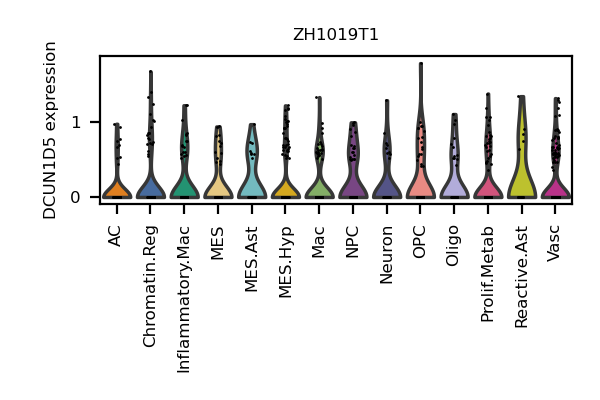 ZH1019T1
DCUN1D5 expression
1
0
AC
Chromatin.Reg
Inflammatory.Mac
MES
MES.Ast
MES.Hyp
Mac
NPC
Neuron
OPC
Oligo
Prolif.Metab
Reactive.Ast
Vasc